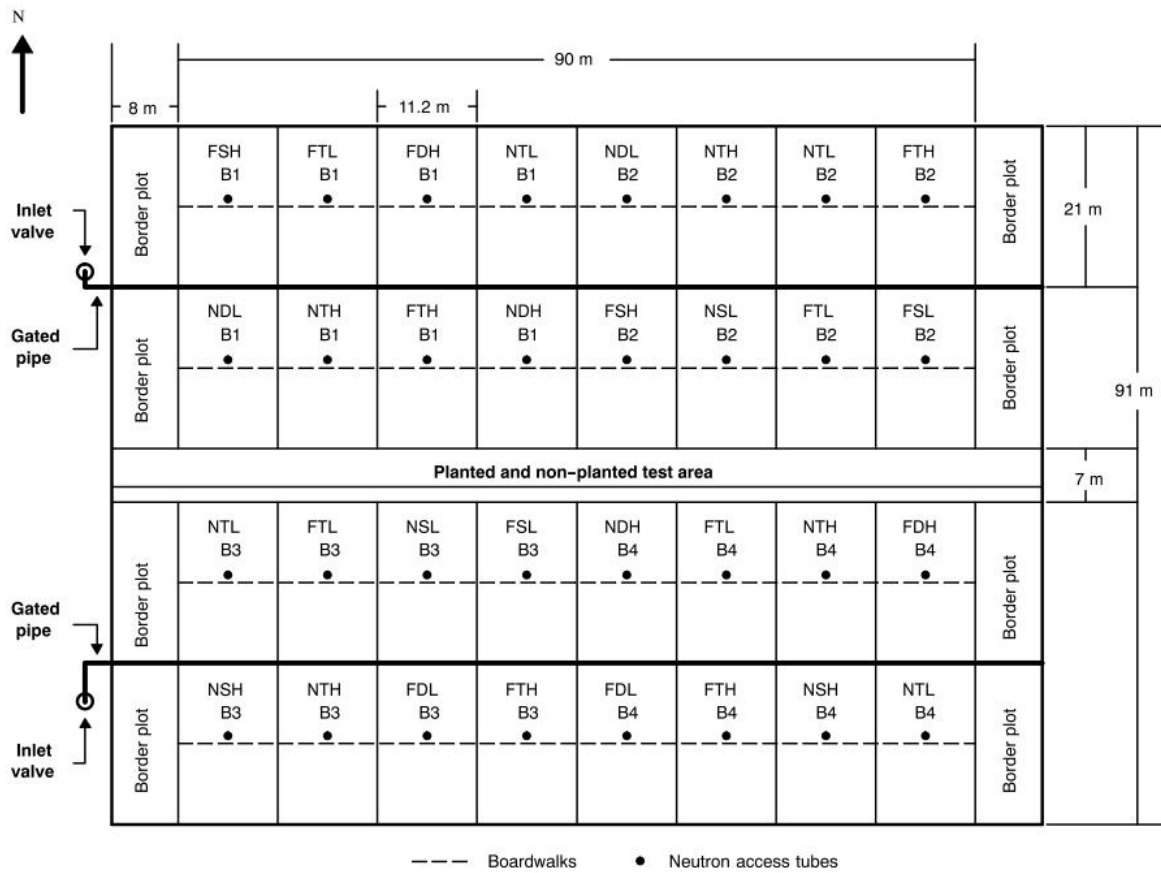 N
90 m
8 m
11.2 m
FSH FTL FDH NTL NDL NTH NTL FTH
B1 B1 B1 B1 B2 B2 B2 B2
Border plot
Border plot
Inlet
valve
21 m
Gated
pipe
NDL NTH FTH NDH FSH NSL FTL FSL
B1 B1 B1 B1 B2 B2 B2 B2
Border plot
Border plot
91 m
Planted and non-planted test area
7 m
NTL FTL NSL FSL NDH FTL NTH FDH
B3 B3 B3 B3 B4 B4 B4 B4
Border plot
Border plot
Gated
pipe
NSH NTH FDL FTH FDL FTH NSH NTL
B3 B3 B3 B3 B4 B4 B4 B4
Border plot
Border plot
Inlet
valve
Boardwalks
Neutron access tubes